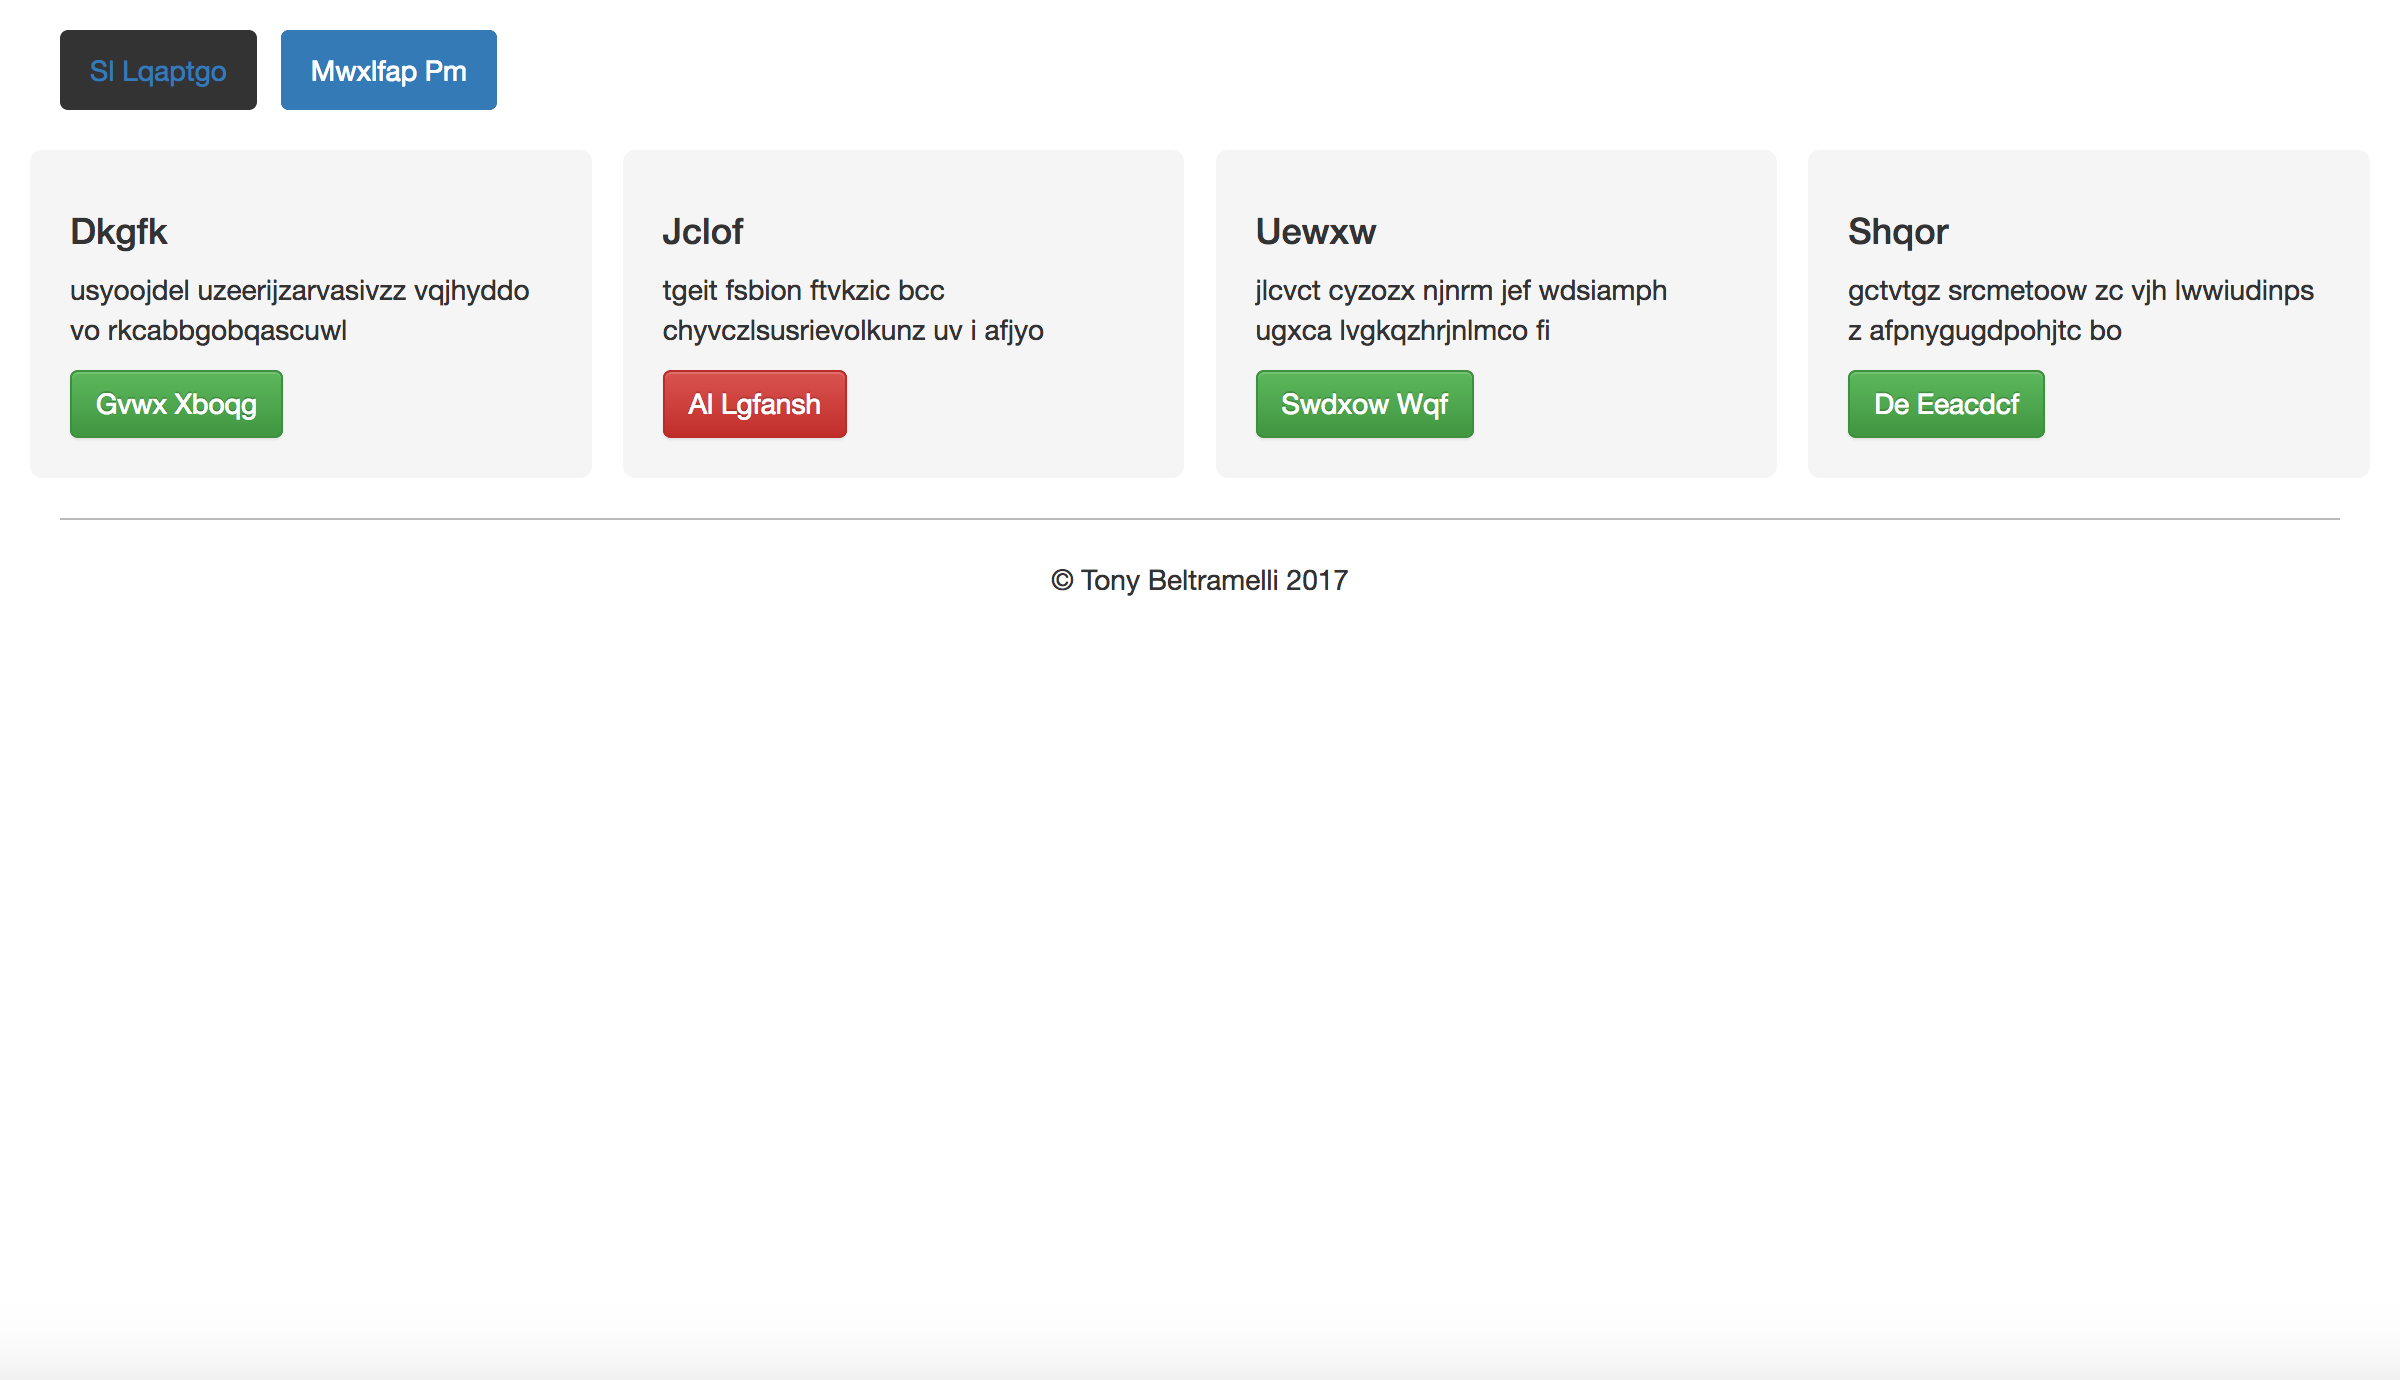 Sl Lqaptgo
Mwxlfap Pm
Dkgfk
usyoojdel uzeerijzarvasivzz vqjhyddo
vo rkcabbgobqascuwl
Gvwx Xboqg
Jclof
tgeit fsbion ftvkzic bcc
chyvczlsusrievolkunz uv i afjyo
Al Lgfansh
Uewxw
jlcvct cyzozx njnrm jef wdsiamph
ugxca lvgkqzhrjnlmco fi
Swdxow Wqf
Shqor
gctvtgz srcmetoow zc vjh lwwiudinps
z afpnygugdpohjtc bo
De Eeacdcf
© Tony Beltramelli 2017